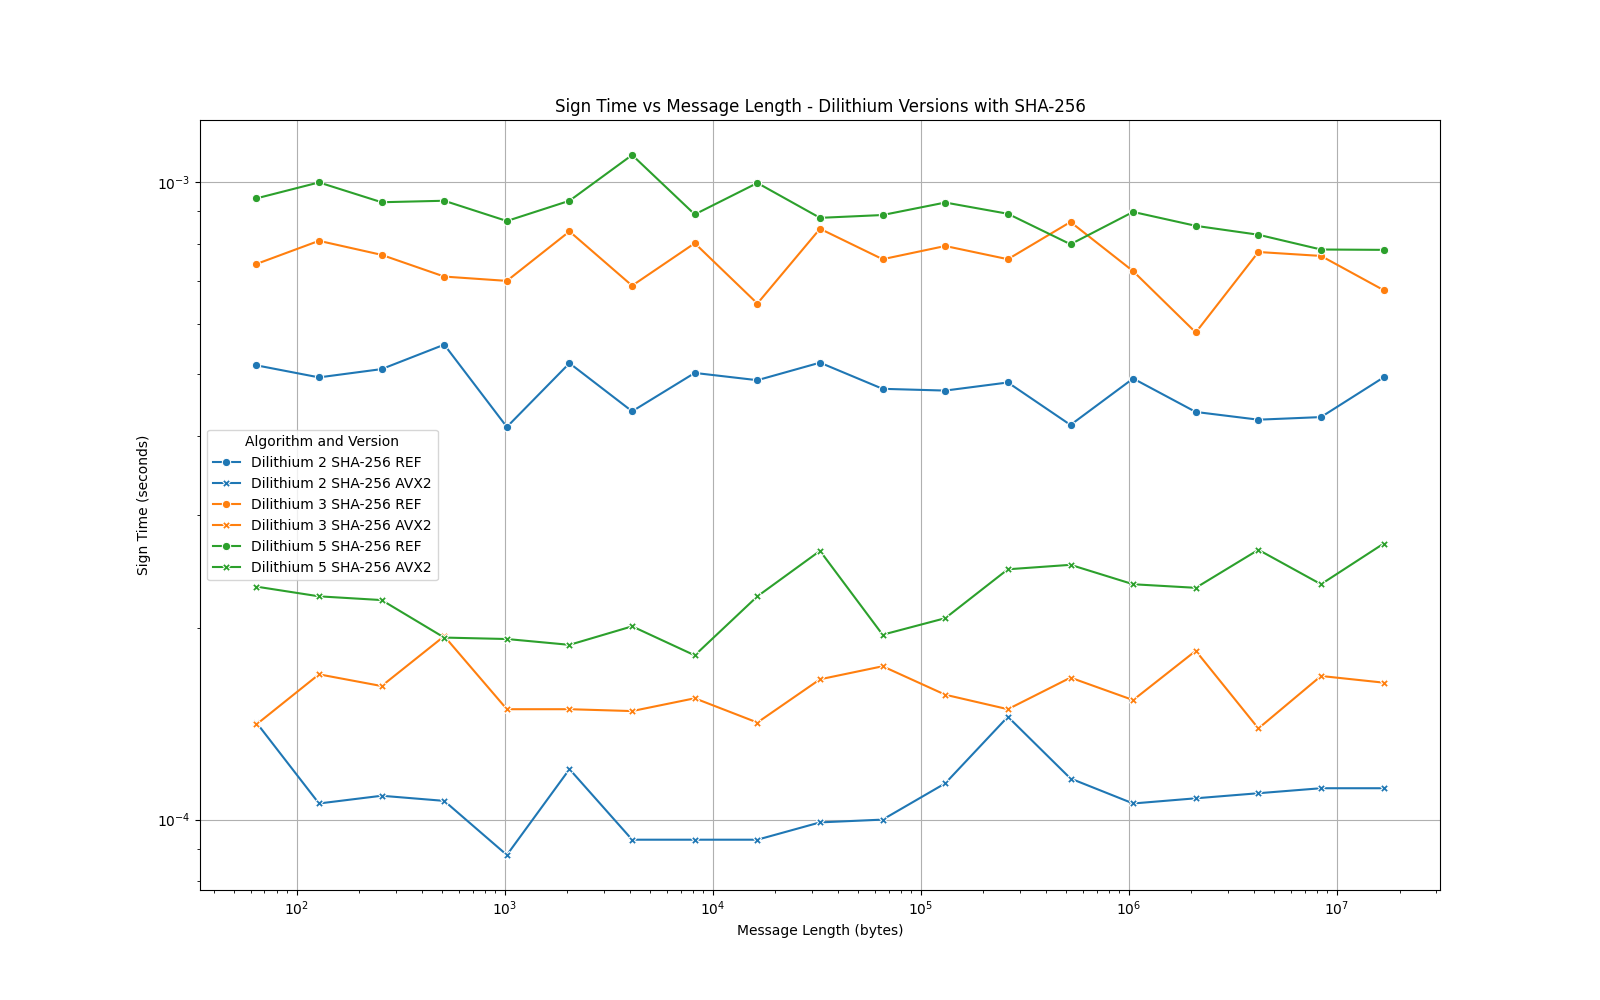 Sign Time vs Message Length - Dilithium Versions with SHA-256
10⁻³
Sign Time (seconds)
Algorithm and Version
Dilithium 2 SHA-256 REF
Dilithium 2 SHA-256 AVX2
Dilithium 3 SHA-256 REF
Dilithium 3 SHA-256 AVX2
Dilithium 5 SHA-256 REF
Dilithium 5 SHA-256 AVX2
10⁻⁴
10² 10³ 10⁴ 10⁵ 10⁶ 10⁷
Message Length (bytes)